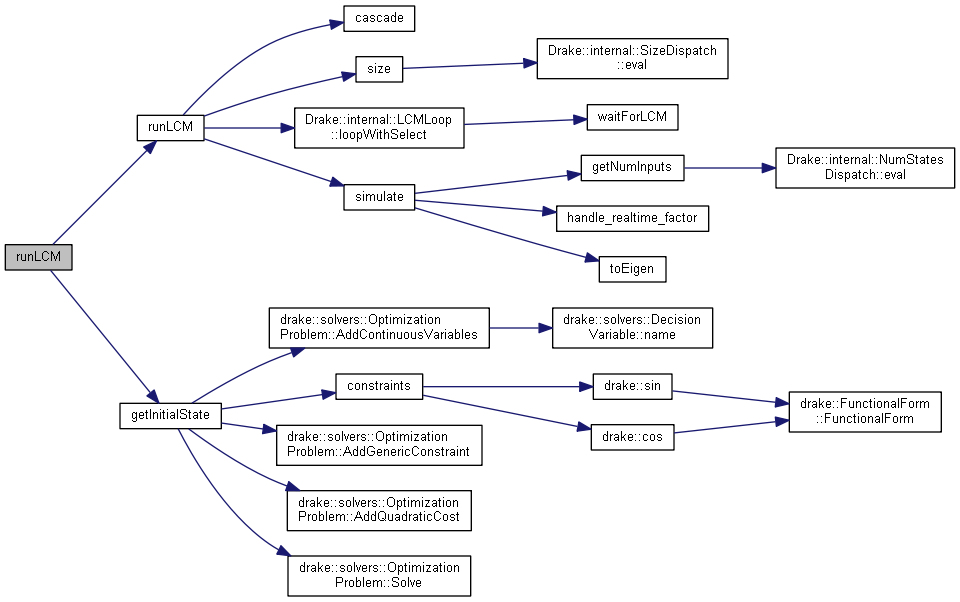 cascade
size
Drake::internal::SizeDispatch
::eval
runLCM
Drake::internal::LCMLoop
::loopWithSelect
waitForLCM
getNumInputs
Drake::internal::NumStates
Dispatch::eval
simulate
handle_realtime_factor
toEigen
runLCM
drake::solvers::Optimization
Problem::AddContinuousVariables
drake::solvers::Decision
Variable::name
constraints
drake::sin
drake::FunctionalForm
::FunctionalForm
getInitialState
drake::cos
drake::solvers::Optimization
Problem::AddGenericConstraint
drake::solvers::Optimization
Problem::AddQuadraticCost
drake::solvers::Optimization
Problem::Solve